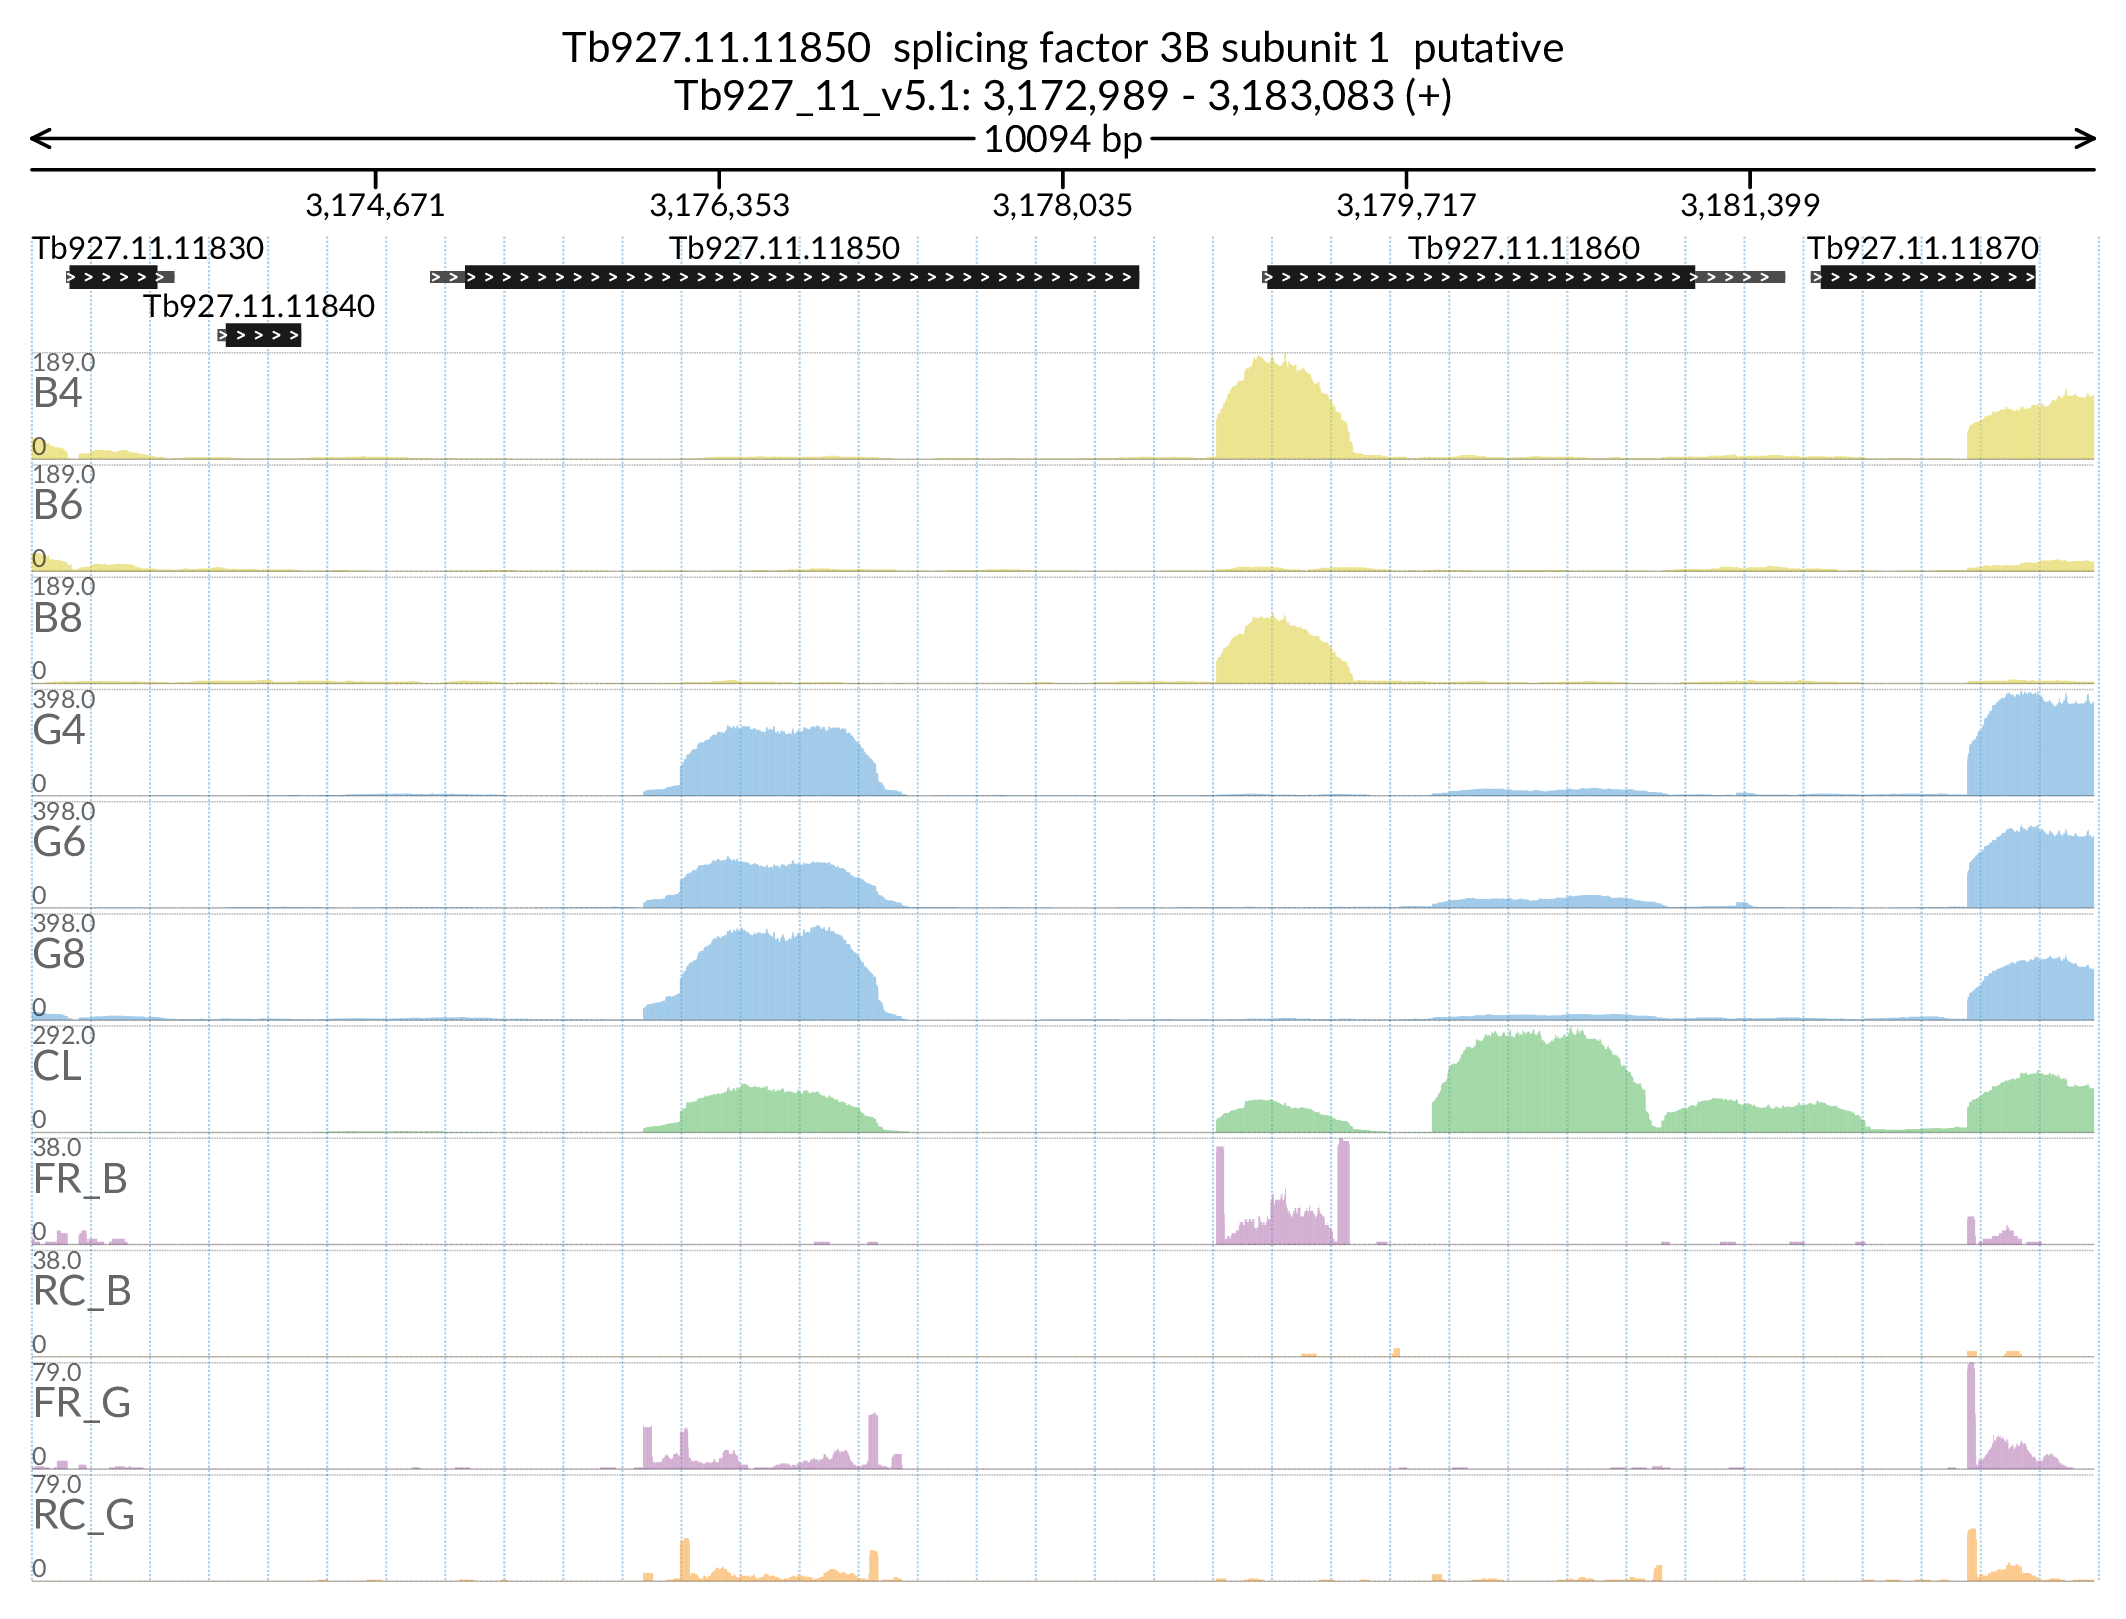 Tb927.11.11850  splicing factor 3B subunit 1  putative
Tb927_11_v5.1: 3,172,989 - 3,183,083 (+)
10094 bp
3,174,671 3,176,353 3,178,035 3,179,717 3,181,399
Tb927.11.11830 Tb927.11.11850 Tb927.11.11860 Tb927.11.11870
Tb927.11.11840
189.0
B4
0
189.0
B6
0
189.0
B8
0
398.0
G4
0
398.0
G6
0
398.0
G8
0
292.0
CL
0
38.0
FR_B
0
38.0
RC_B
0
79.0
FR_G
0
79.0
RC_G
0